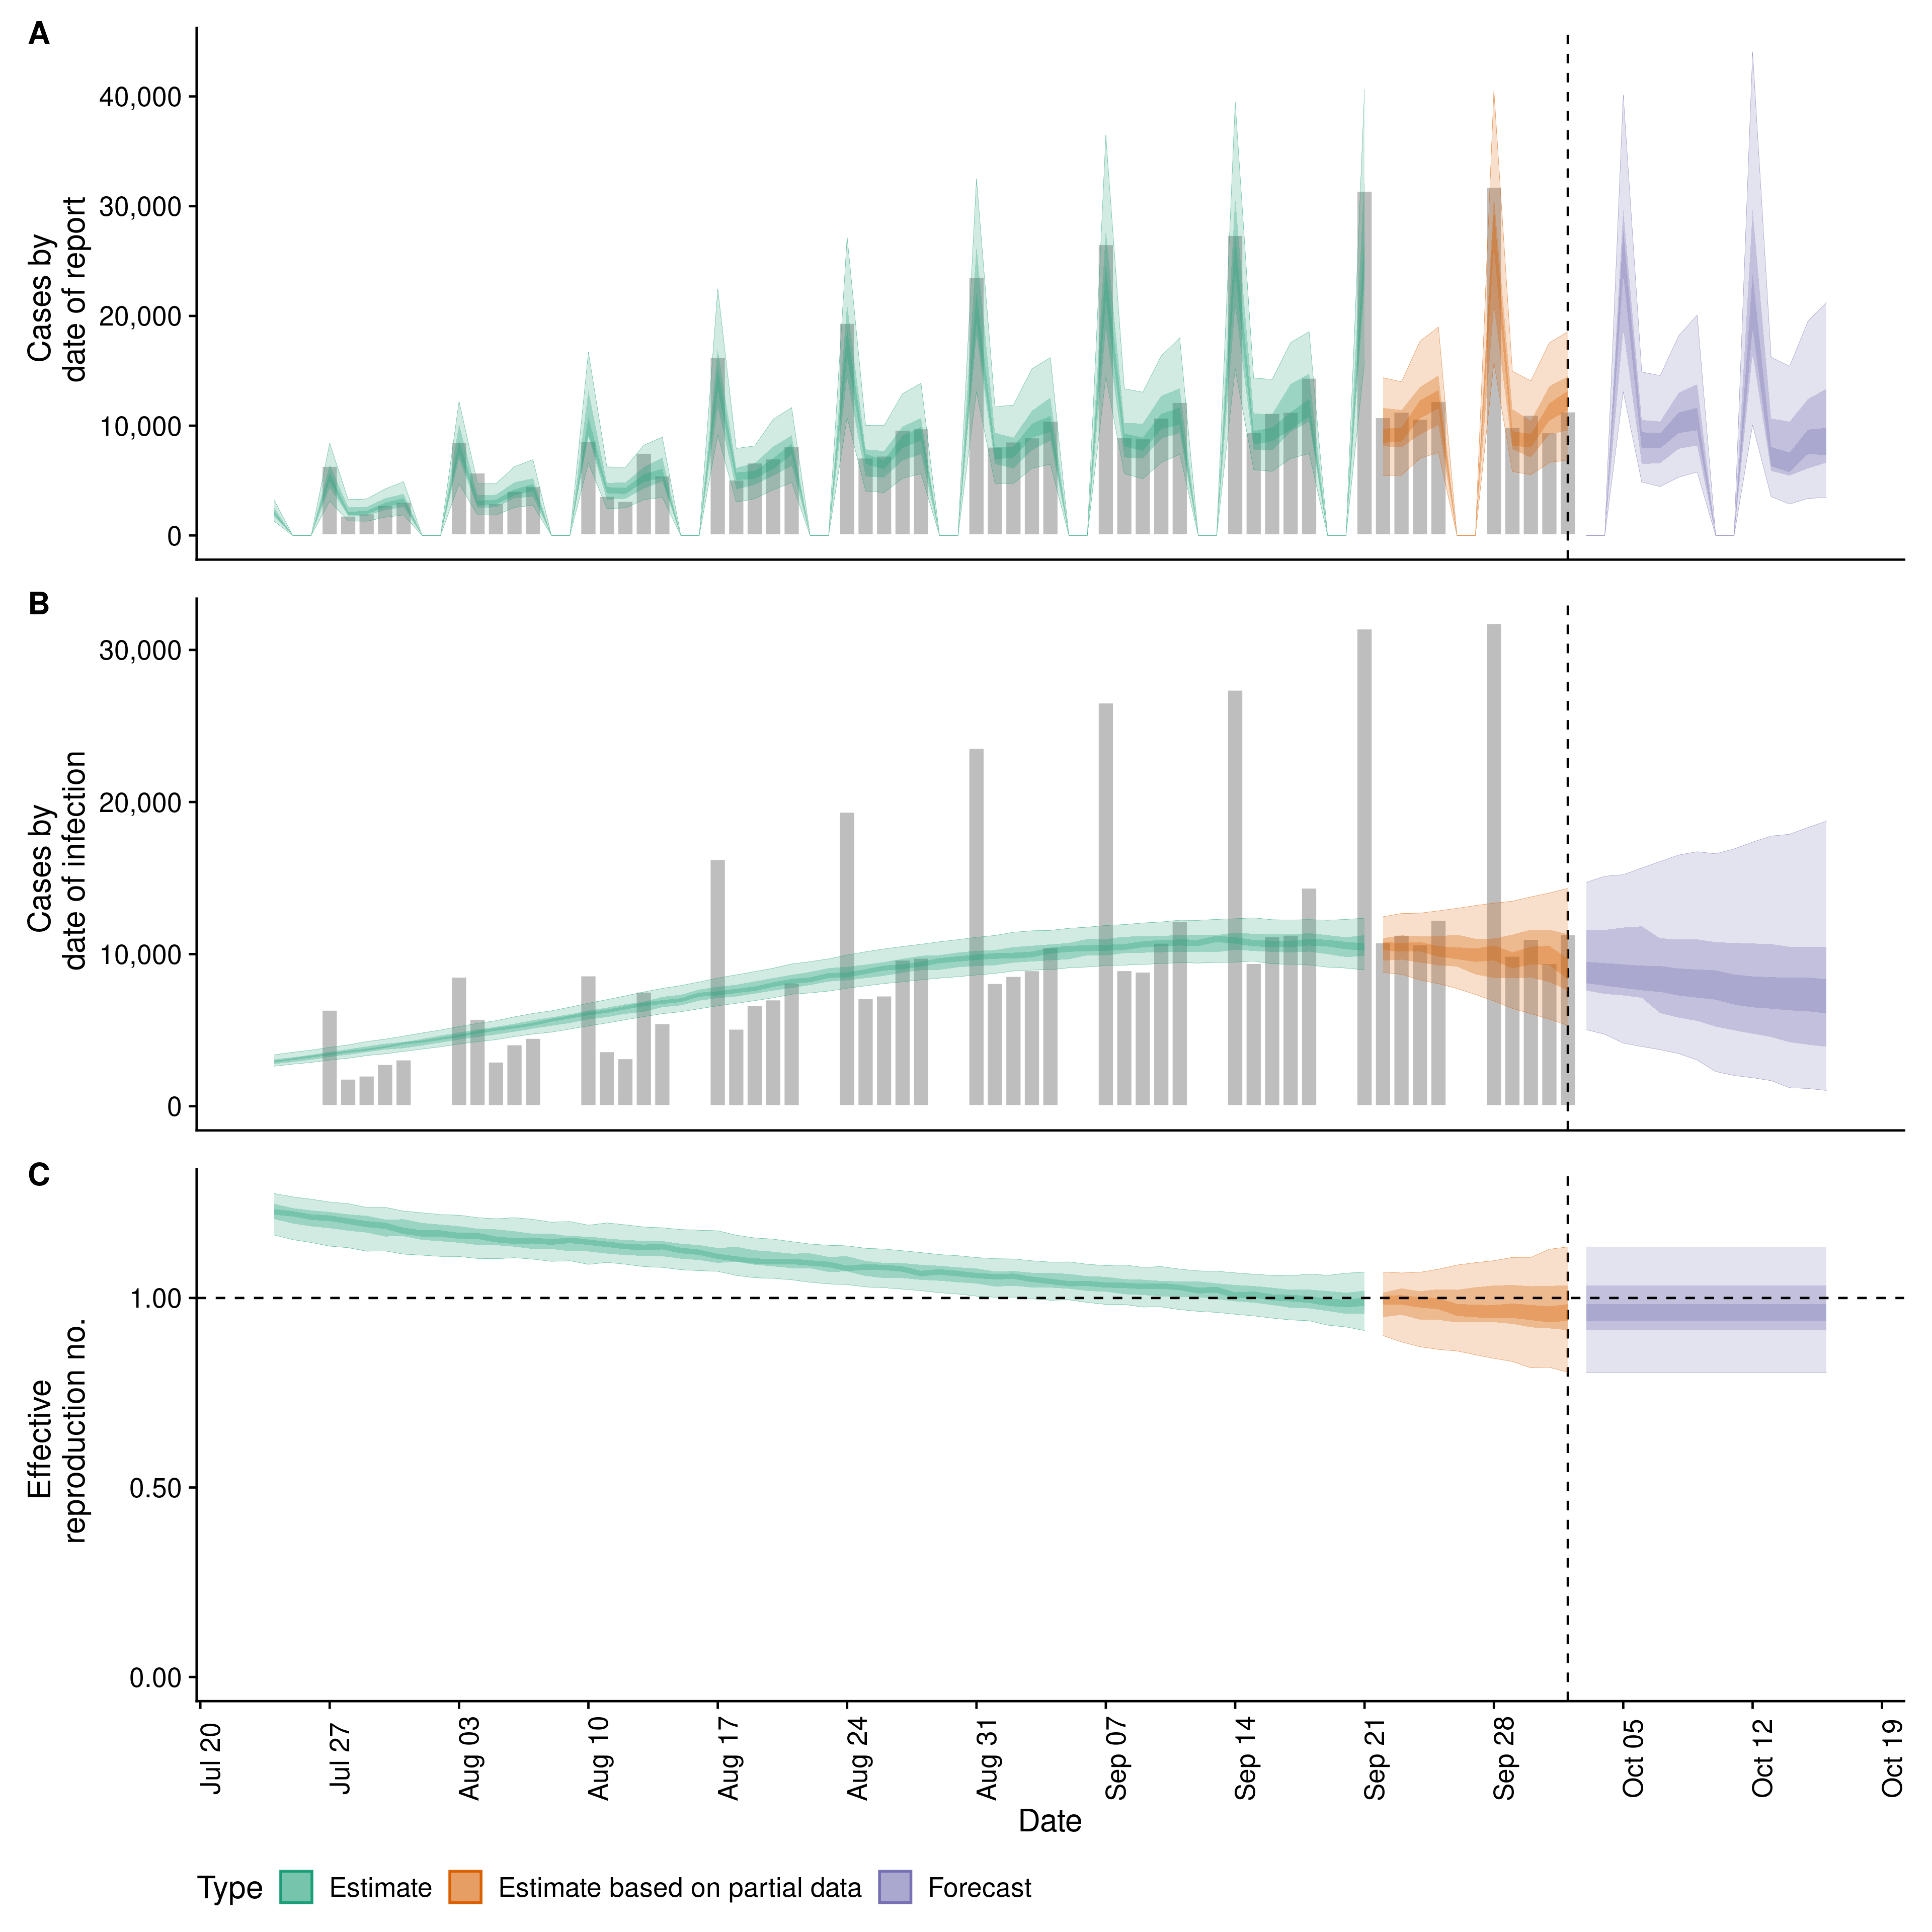 A
Cases by
date of report
40,000
30,000
20,000
10,000
0
B
Cases by
date of infection
30,000
20,000
10,000
0
C
Effective
reproduction no.
1.00
0.50
0.00
Jul 20
Jul 27
Aug 03
Aug 10
Aug 17
Aug 24
Aug 31
Sep 07
Sep 14
Sep 21
Sep 28
Oct 05
Oct 12
Oct 19
Date
Type Estimate Estimate based on partial data Forecast